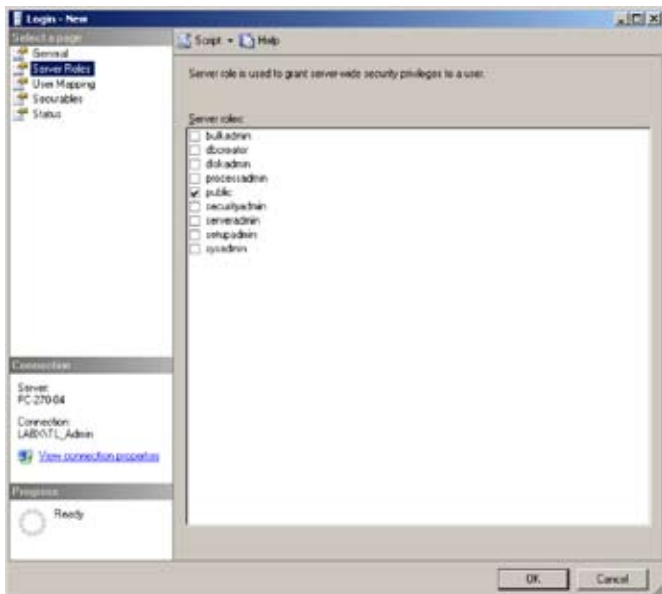 Login - New
Select a page
General
Server Roles
User Mapping
Securables
Status
Script
Help
Server role is used to grant server-wide security privileges to a user.
Server roles:
bulkadmin
dbcreator
diskadmin
processadmin
public
securityadmin
serveradmin
setupadmin
sysadmin
Connection
Server:
PC-270-04
Connection:
View connection properties
Progress
Ready
OK
Cancel